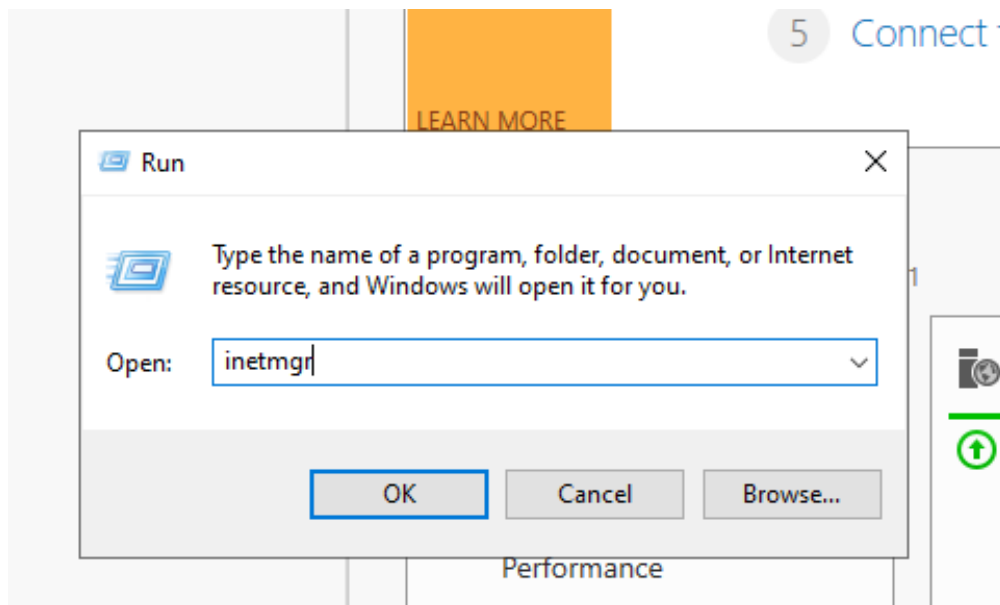 5 Connect
LEARN MORE
Run
Type the name of a program, folder, document, or Internet
resource, and Windows will open it for you.
1
Open: inetmgr
OK Cancel Browse...
Performance